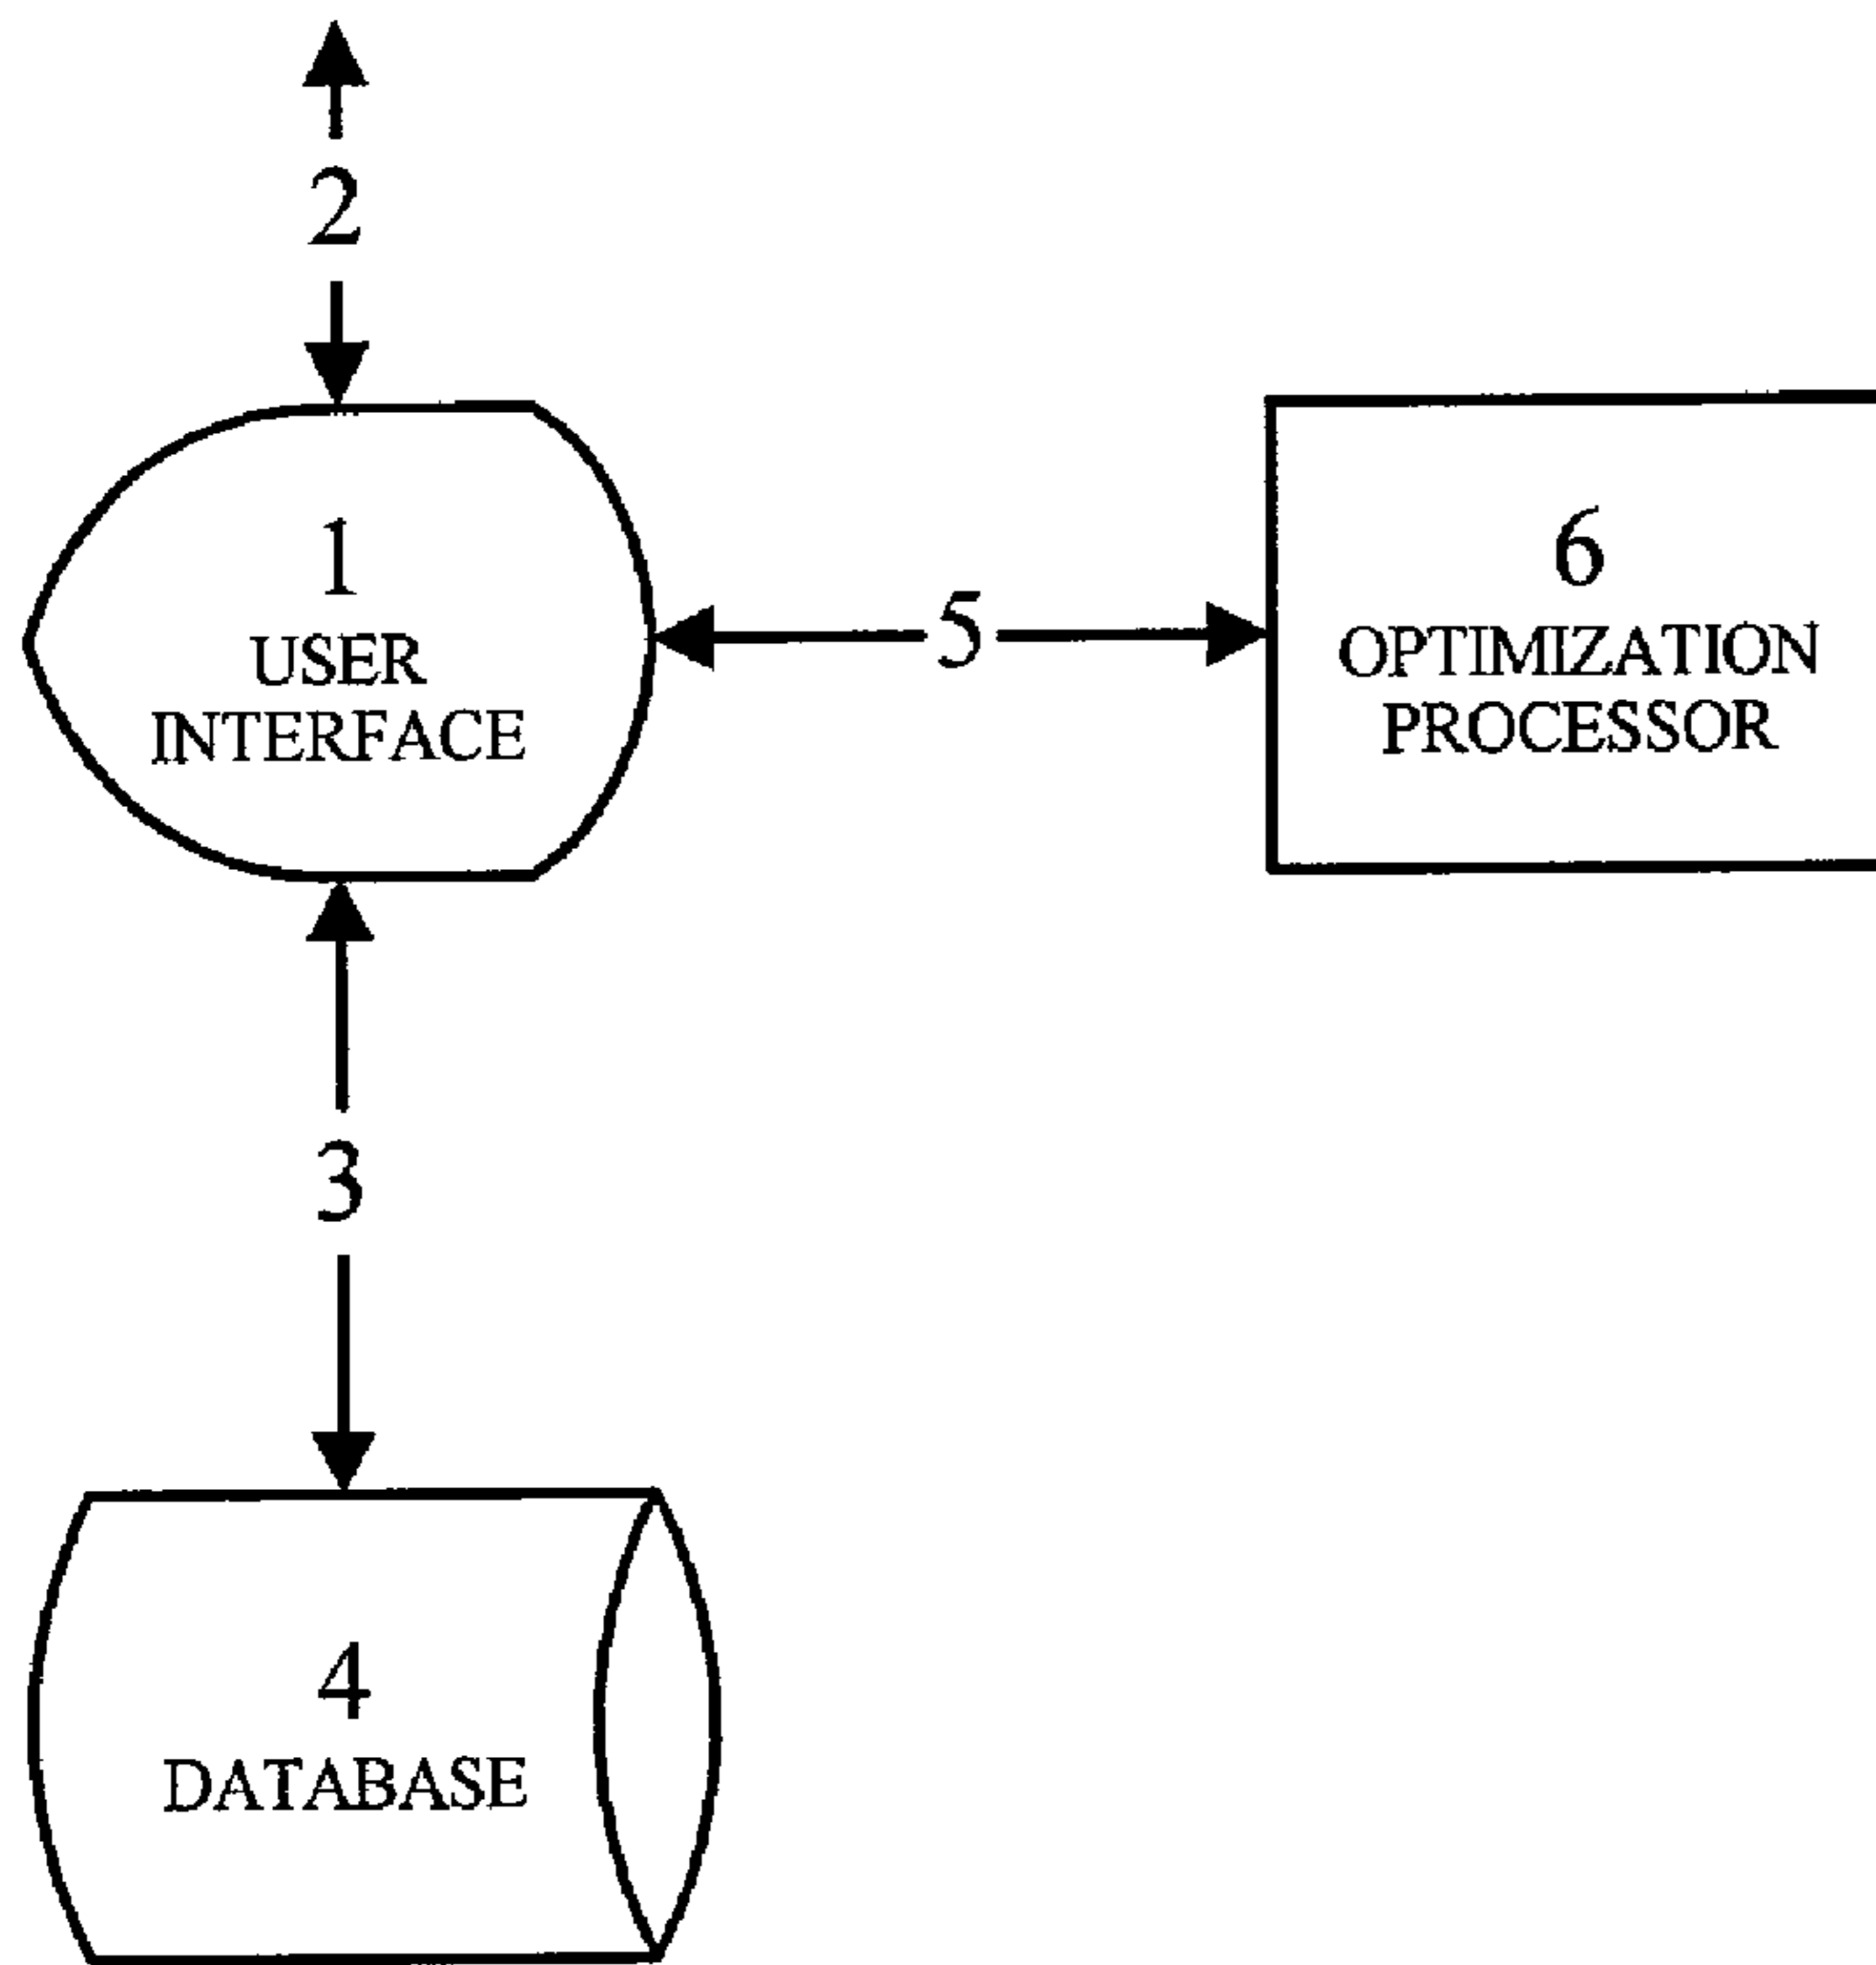 2
1
USER
INTERFACE
5
6
OPTIMIZATION
PROCESSOR
3
4
DATABASE